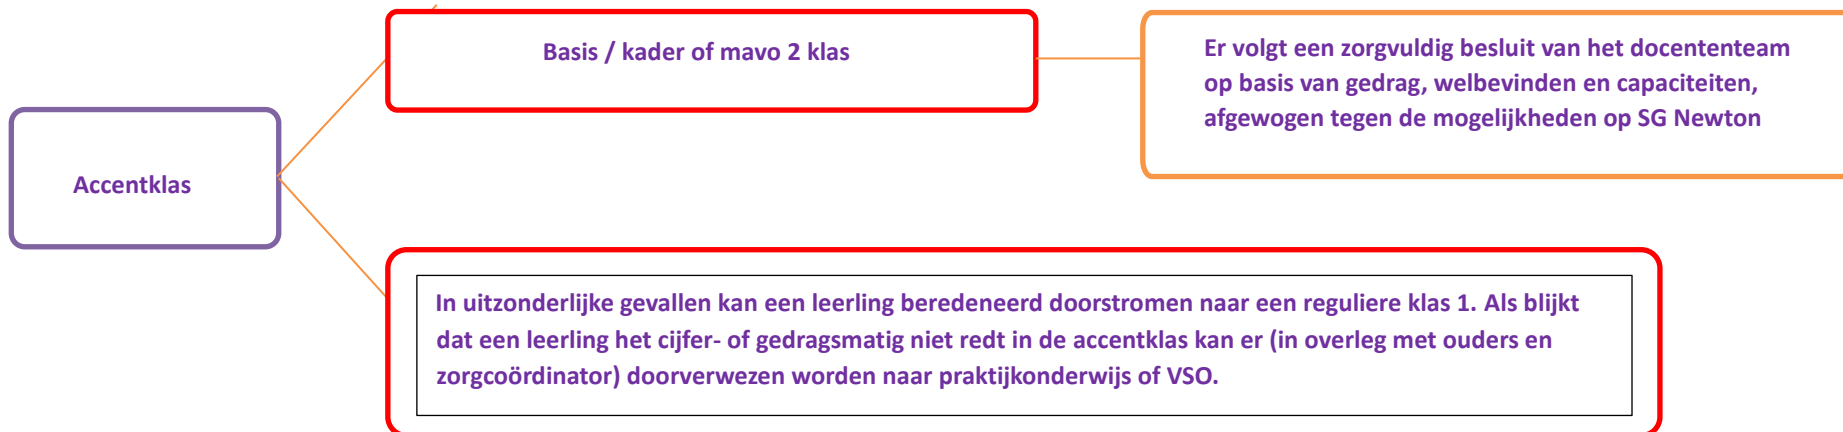 Basis / kader of mavo 2 klas
Er volgt een zorgvuldig besluit van het docententeam
op basis van gedrag, welbevinden en capaciteiten,
afgewogen tegen de mogelijkheden op SG Newton
Accentklas
In uitzonderlijke gevallen kan een leerling beredeneerd doorstromen naar een reguliere klas 1. Als blijkt
dat een leerling het cijfer- of gedragsmatig niet redt in de accentklas kan er (in overleg met ouders en
zorgcoördinator) doorverwezen worden naar praktijkonderwijs of VSO.